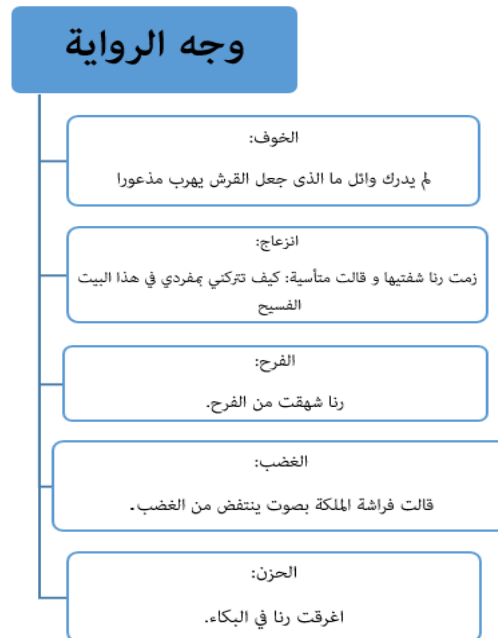 وجه الرواية
الخوف:
لم يدرك وائل ما الذى جعل القرش يهرب مذعورا
انزعاج:
زمت رنا شفتيها و قالت متأسية: كيف تتركني بمفردي في هذا البيت
الفسيح
الفرح:
رنا شهقت من الفرح.
الغضب:
قالت فراشة الملكة بصوت ينتفض من الغضب.
الحزن:
اغرقت رنا في البكاء.